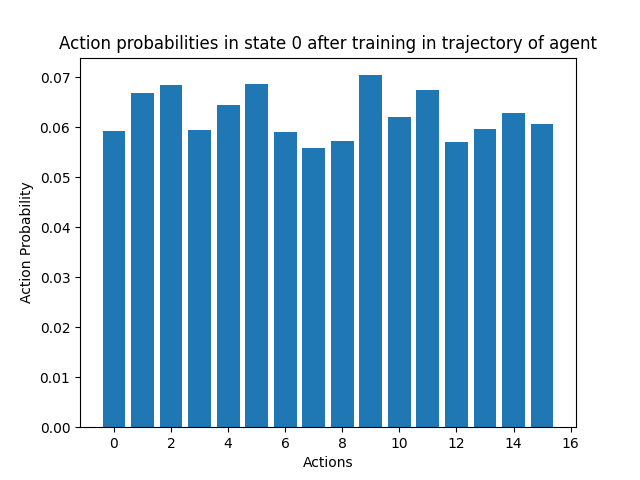 Action probabilities in state 0 after training in trajectory of agent
0.07
0.06
0.05
0.04
0.03
0.02
0.01
0.00
Action Probability
0 2 4 6 8 10 12 14 16
Actions